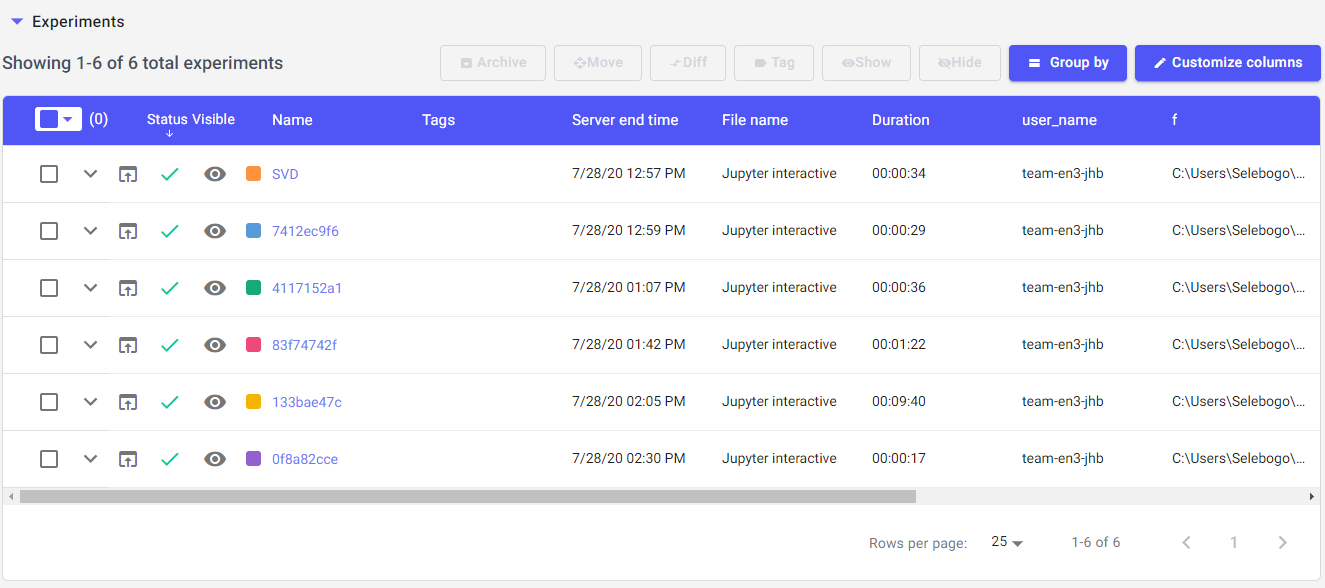 Experiments
Showing 1-6 of 6 total experiments Archive Move Diff Tag Show Hide Group by Customize columns
(0) Status Visible Name Tags Server end time File name Duration user_name f
SVD 7/28/20 12:57 PM Jupyter interactive 00:00:34 team-en3-jhb C:\Users\Selebogo\...
7412ec9f6 7/28/20 12:59 PM Jupyter interactive 00:00:29 team-en3-jhb C:\Users\Selebogo\...
4117152a1 7/28/20 01:07 PM Jupyter interactive 00:00:36 team-en3-jhb C:\Users\Selebogo\...
83f74742f 7/28/20 01:42 PM Jupyter interactive 00:01:22 team-en3-jhb C:\Users\Selebogo\...
133bae47c 7/28/20 02:05 PM Jupyter interactive 00:09:40 team-en3-jhb C:\Users\Selebogo\...
0f8a82cce 7/28/20 02:30 PM Jupyter interactive 00:00:17 team-en3-jhb C:\Users\Selebogo\...
Rows per page: 25 1-6 of 6 1